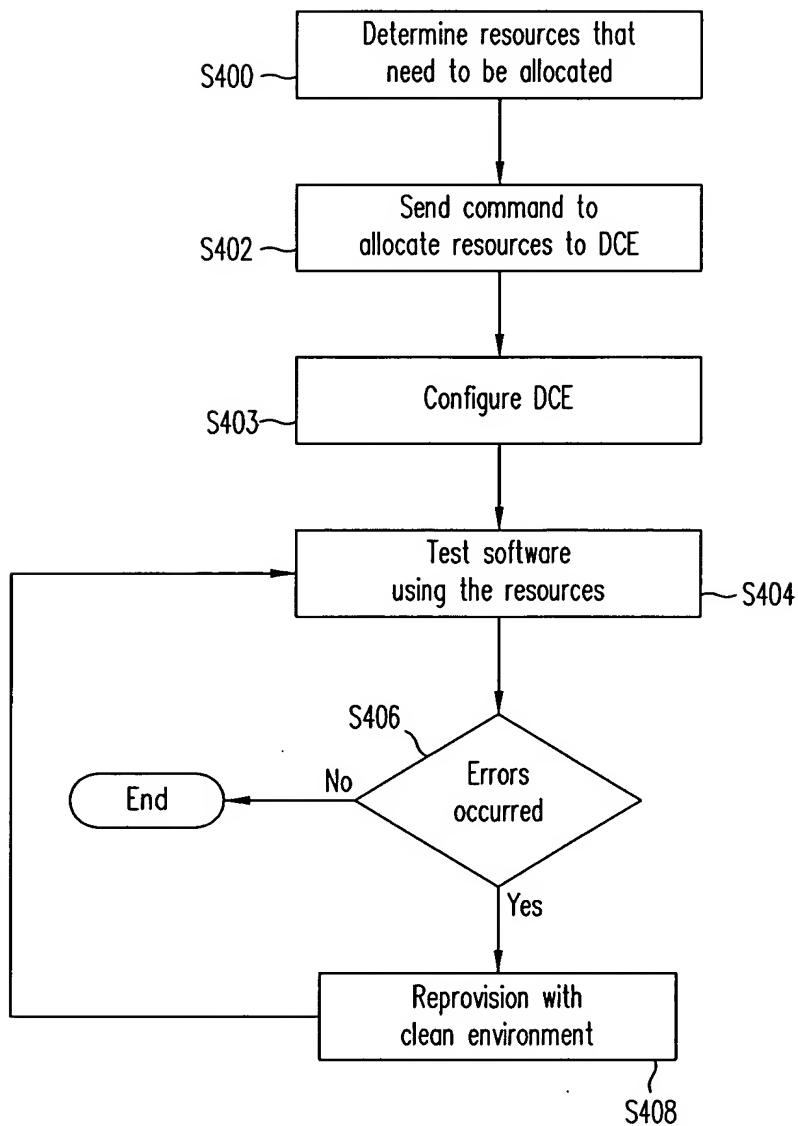 Determine resources that
need to be allocated
S400
Send command to
allocate resources to DCE
S402
Configure DCE
S403
Test software
using the resources
S404
S406
Errors
occurred
No
End
Yes
Reprovision with
clean environment
S408